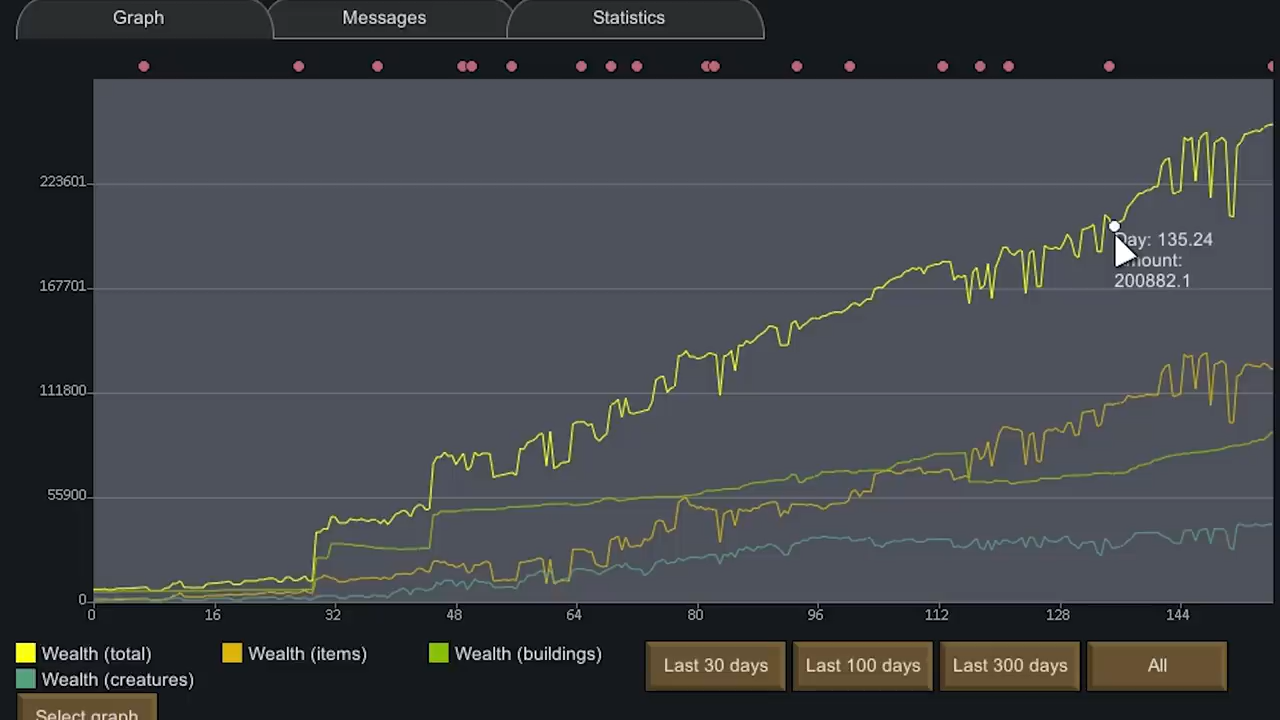 Graph Messages Statistics
223601
167701
111800
55900
0
Day: 135.24
Amount:
200882.1
0 16 32 48 64 80 96 112 128 144
Wealth (total) Wealth (items) Wealth (buildings)
Wealth (creatures)
Last 30 days Last 100 days Last 300 days All
Select graph